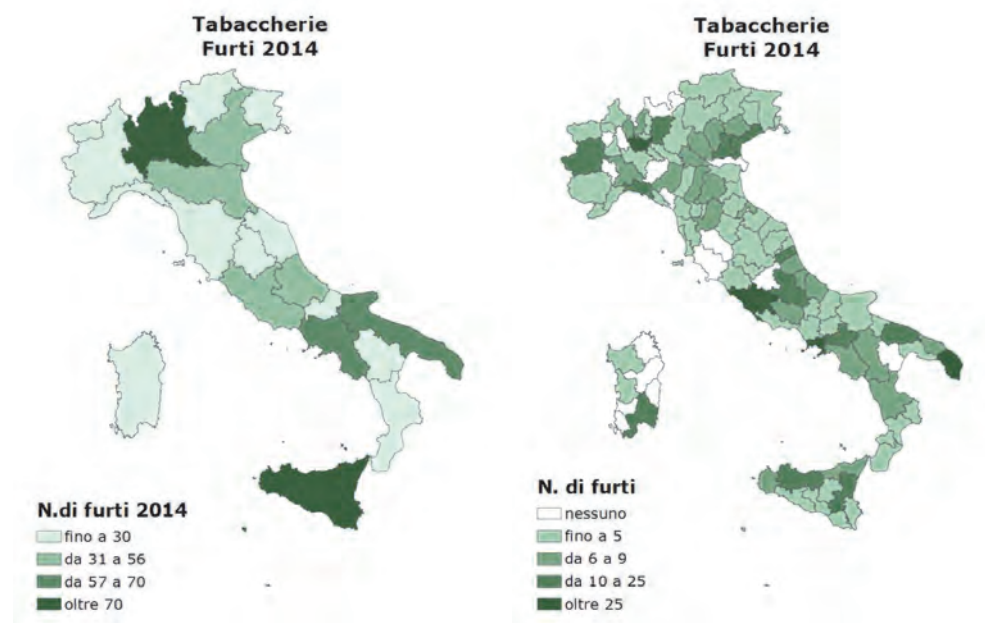 Tabaccherie
Furti 2014
N.di furti 2014
fino a 30
da 31 a 56
da 57 a 70
oltre 70
Tabaccherie
Furti 2014
N. di furti
nessuno
fino a 5
da 6 a 9
da 10 a 25
oltre 25